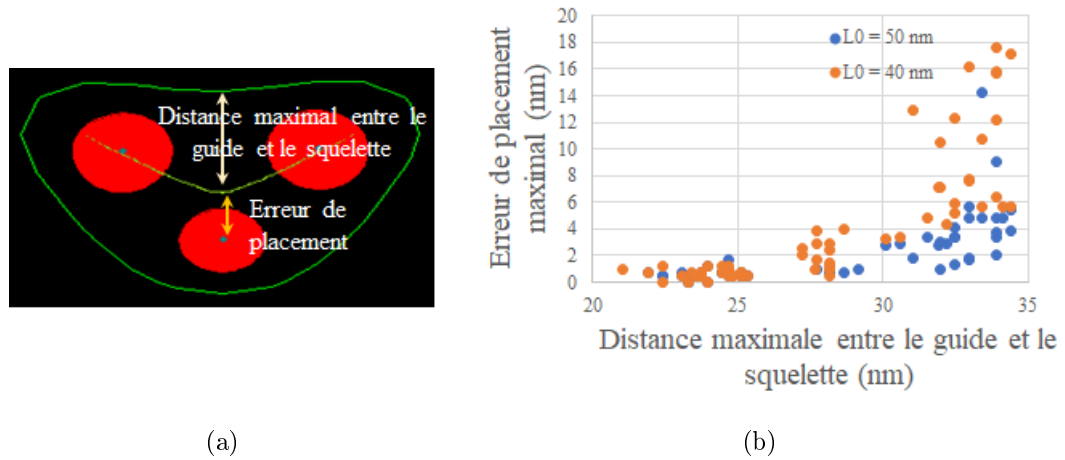 Distance maximal entre le
guide et le squelette
Erreur de
placement
(a)
Erreur de placement
maximal (nm)
20
18
16
14
12
10
8
6
4
2
0
L0 = 50 nm
L0 = 40 nm
20
25
30
35
Distance maximale entre le guide et le
squelette (nm)
(b)